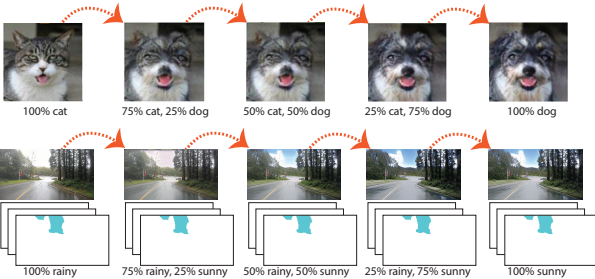 100% cat
75% cat, 25% dog
50% cat, 50% dog
25% cat, 75% dog
100% dog
100% rainy
75% rainy, 25% sunny
50% rainy, 50% sunny
25% rainy, 75% sunny
100% sunny